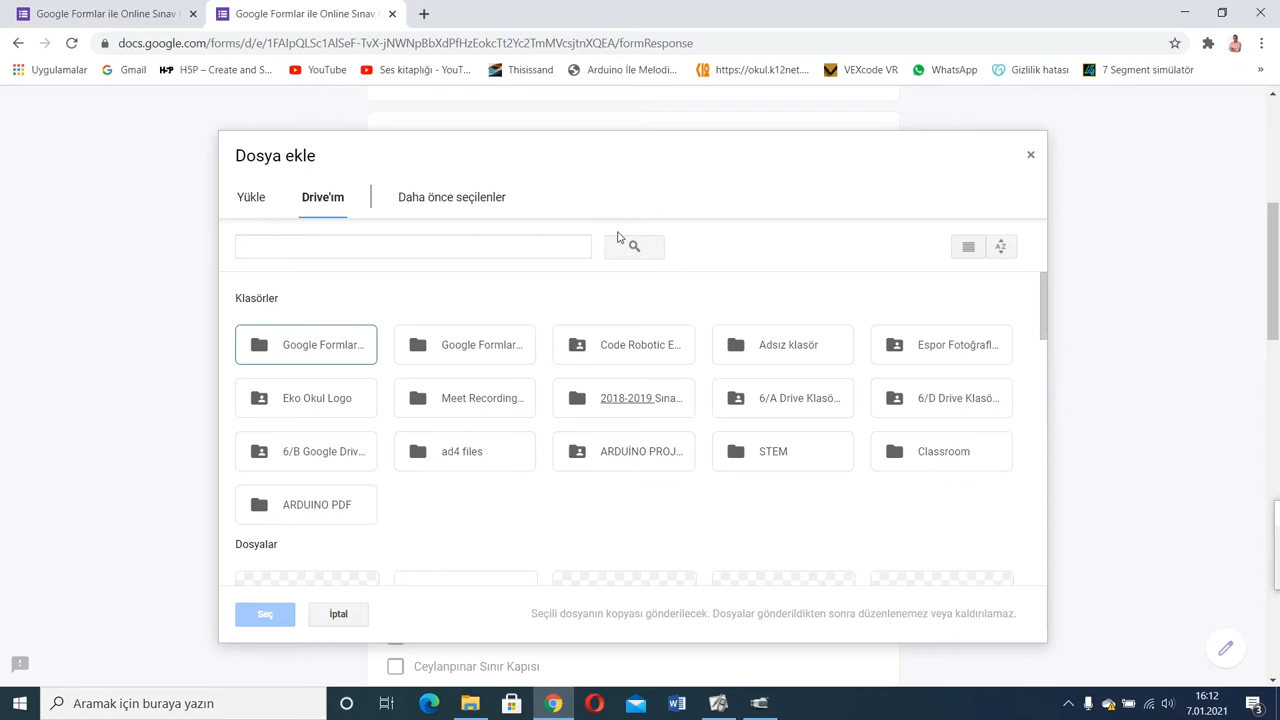 Google Formlar ile Online Sınav
Google Formlar ile Online Sınav
docs.google.com/forms/d/e/1FAIpQLSc1AlSeF-TvX-jNWNpBbXdPfHzEokcTt2Yc2TmMVcsjtnXQEA/formResponse
Uygulamalar
Gmail
H5P – Create and S...
YouTube
Ses kitaplığı - YouT...
Thisissand
Arduino İle Melodi...
https://okul.k12net....
VEXcode VR
WhatsApp
Gizlilik hatası
7 Segment simülatör
»
Dosya ekle
Yükle
Drive'ım
Daha önce seçilenler
Klasörler
Google Formlar...
Google Formlar...
Code Robotic E...
Adsız klasör
Espor Fotoğrafl...
Eko Okul Logo
Meet Recording...
2018-2019 Sına...
6/A Drive Klasö...
6/D Drive Klasö...
6/B Google Driv...
ad4 files
ARDUİNO PROJ...
STEM
Classroom
ARDUINO PDF
Dosyalar
Seç
İptal
Seçili dosyanın kopyası gönderilecek. Dosyalar gönderildikten sonra düzenlenemez veya kaldırılamaz.
Ceylanpınar Sınır Kapısı
Aramak için buraya yazın
16:12
7.01.2021
3